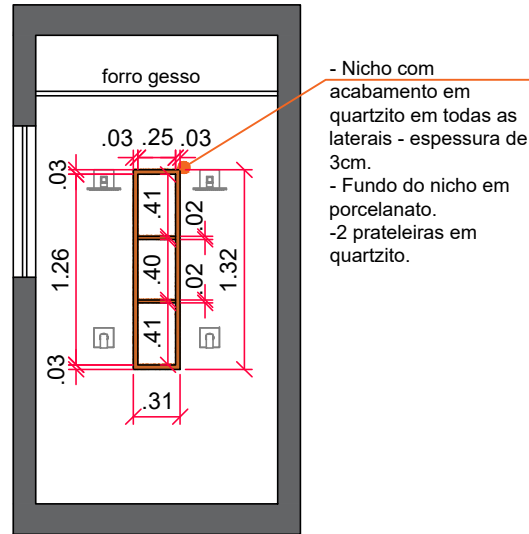 forro gesso
- Nicho com
acabamento em
quartzito em todas as
laterais - espessura de
3cm.
- Fundo do nicho em
porcelanato.
-2 prateleiras em
quartzito.
.03 .25 .03
.03
.41
.02
1.26
.40
.02
1.32
.41
.03
.31